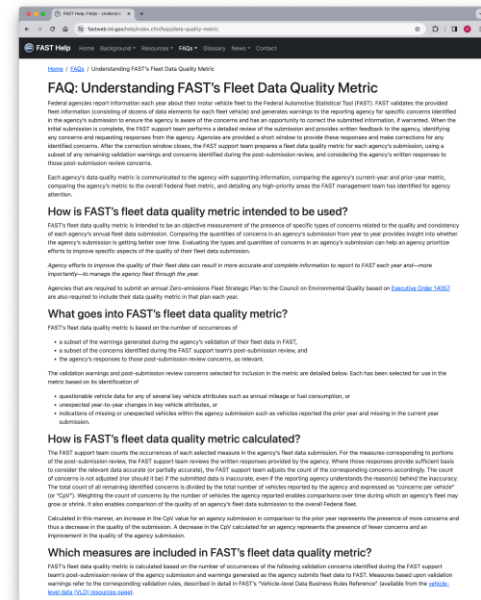 FAST Help: FAQs - Underst
fastweb.inl.gov/help/index.cfm/faqs/data-quality-metric
FAST Help Home Background Resources FAQs Glossary News Contact
Home / FAQs / Understanding FAST's Fleet Data Quality Metric
FAQ: Understanding FAST's Fleet Data Quality Metric
Federal agencies report information each year about their motor vehicle fleet to the Federal Automotive Statistical Tool (FAST). FAST validates the provided
fleet information (consisting of dozens of data elements for each fleet vehicle) and generates warnings to the reporting agency for specific concerns identified
in the agency's submission to ensure the agency is aware of the concerns and has an opportunity to correct the submitted information, if warranted. When the
initial submission is complete, the FAST support team performs a detailed review of the submission and provides written feedback to the agency, identifying
any concerns and requesting responses from the agency. Agencies are provided a short window to provide these responses and make corrections for any
identified concerns. After the correction window closes, the FAST support team prepares a fleet data quality metric for each agency's submission, using a
subset of any remaining validation warnings and concerns identified during the post-submission review, and considering the agency's written responses to
those post-submission review concerns.
Each agency's data quality metric is communicated to the agency with supporting information, comparing the agency's current-year and prior-year metric,
comparing the agency's metric to the overall Federal fleet metric, and detailing any high-priority areas the FAST management team has identified for agency
attention.
How is FAST's fleet data quality metric intended to be used?
FAST's fleet data quality metric is intended to be an objective measurement of the presence of specific types of concerns related to the quality and consistency
of each agency's annual fleet data submission. Comparing the quantities of concerns in an agency's submission from year to year provides insight into whether
the agency's submission is getting better over time. Evaluating the types and quantities of concerns in an agency's submission can help an agency prioritize
efforts to improve specific aspects of the quality of their fleet data submission.
Agency efforts to improve the quality of their fleet data can result in more accurate and complete information to report to FAST each year and—more
importantly—to manage the agency fleet through the year.
Agencies that are required to submit an annual Zero-emissions Fleet Strategic Plan to the Council on Environmental Quality based on Executive Order 14057
are also required to include their data quality metric in that plan each year.
What goes into FAST's fleet data quality metric?
FAST's fleet data quality metric is based on the number of occurrences of
• a subset of the warnings generated during the agency's validation of their fleet data in FAST,
• a subset of the concerns identified during the FAST support team's post-submission review, and
• the agency's responses to those post-submission review concerns, as relevant.
The validation warnings and post-submission review concerns selected for inclusion in the metric are detailed below. Each has been selected for use in the
metric based on its identification of
• questionable vehicle data for any of several key vehicle attributes such as annual mileage or fuel consumption, or
• unexpected year-to-year changes in key vehicle attributes, or
• indications of missing or unexpected vehicles within the agency submission such as vehicles reported the prior year and missing in the current year
submission.
How is FAST's fleet data quality metric calculated?
The FAST support team counts the occurrences of each selected measure in the agency's fleet data submission. For the measures corresponding to portions
of the post-submission review, the FAST support team reviews the written responses provided by the agency. Where those responses provide sufficient basis
to consider the relevant data accurate (or partially accurate), the FAST support team adjusts the count of the corresponding concerns accordingly. The count
of concerns is not adjusted (nor should it be) if the submitted data is inaccurate, even if the reporting agency understands the reason(s) behind the inaccuracy.
The total count of all remaining identified concerns is divided by the total number of vehicles reported by the agency and expressed as "concerns per vehicle"
(or "CpV"). Weighting the count of concerns by the number of vehicles the agency reported enables comparisons over time during which an agency's fleet may
grow or shrink. It also enables comparison of the quality of an agency's fleet data submission to the overall Federal fleet.
Calculated in this manner, an increase in the CpV value for an agency submission in comparison to the prior year represents the presence of more concerns and
thus a decrease in the quality of the submission. A decrease in the CpV calculated for an agency represents the presence of fewer concerns and an
improvement in the quality of the agency submission.
Which measures are included in FAST's fleet data quality metric?
FAST's fleet data quality metric is calculated based on the number of occurrences of the following validation concerns identified during the FAST support
team's post-submission review of the agency submission and warnings generated as the agency submits fleet data to FAST. Measures based upon validation
warnings refer to the corresponding validation rules, described in detail in FAST's "Vehicle-level Data Business Rules Reference" (available from the vehicle-
level data (VLD) resources page).